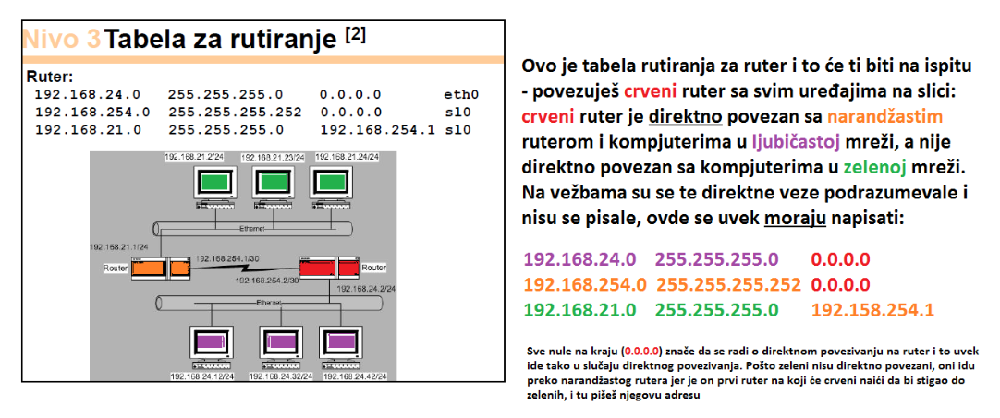 Nivo 3 Tabela za rutiranje [2]
Ruter:
192.168.24.0 255.255.255.0 0.0.0.0 eth0
192.168.254.0 255.255.255.252 0.0.0.0 sl0
192.168.21.0 255.255.255.0 192.168.254.1 sl0
192.168.21.2/24 192.168.21.23/24 192.168.21.24/24
Ethernet
192.168.21.1/24
Router
192.168.254.1/30
192.168.254.2/30
Router
192.168.24.2/24
Ethernet
192.168.24.12/24 192.168.24.32/24 192.168.24.42/24
Ovo je tabela rutiranja za ruter i to će ti biti na ispitu
- povezuješ crveni ruter sa svim uređajima na slici:
crveni ruter je direktno povezan sa narandžastim
ruterom i kompjuterima u ljubičastoj mreži, a nije
direktno povezan sa kompjuterima u zelenoj mreži.
Na vežbama su se te direktne veze podrazumevale i
nisu se pisale, ovde se uvek moraju napisati:
192.168.24.0 255.255.255.0 0.0.0.0
192.168.254.0 255.255.255.252 0.0.0.0
192.168.21.0 255.255.255.0 192.158.254.1
Sve nule na kraju (0.0.0.0) znače da se radi o direktnom povezivanju na ruter i to uvek
ide tako u slučaju direktnog povezivanja. Pošto zeleni nisu direktno povezani, oni idu
preko narandžastog rutera jer je on prvi ruter na koji će crveni naići da bi stigao do
zelenih, i tu pišeš njegovu adresu